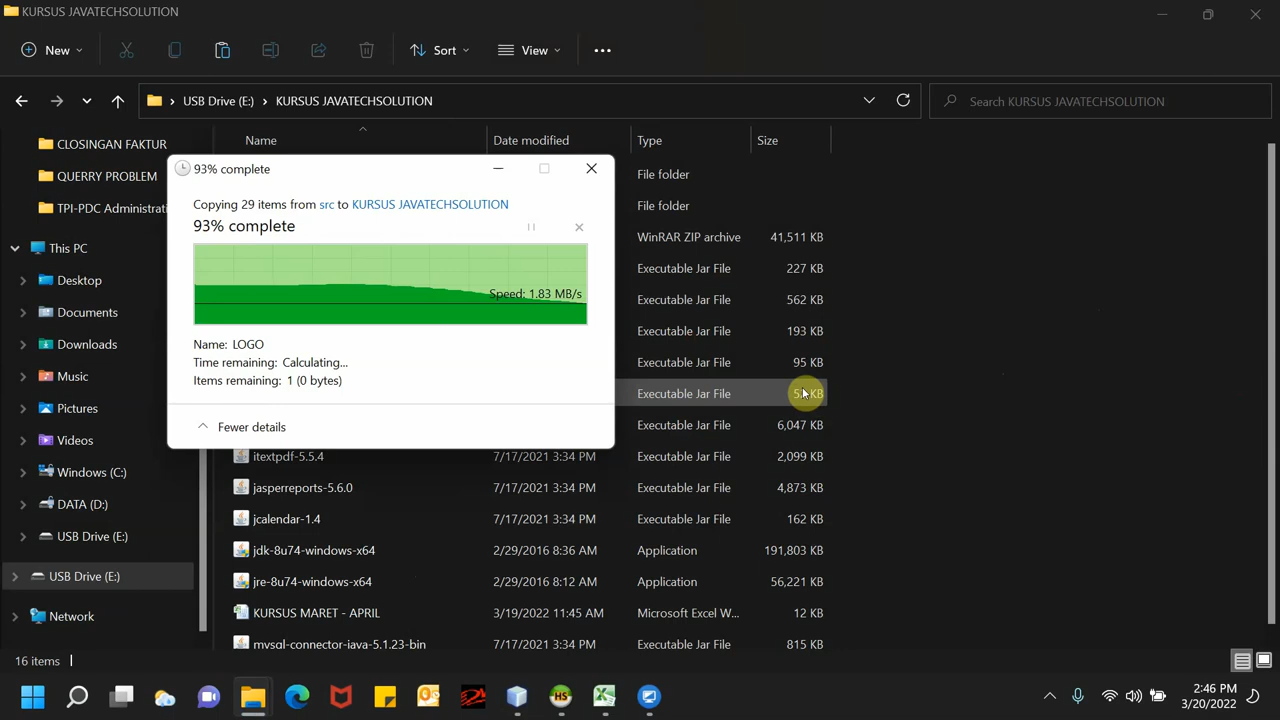 KURSUS JAVATECHSOLUTION
New
Sort
View
USB Drive (E:) > KURSUS JAVATECHSOLUTION
Search KURSUS JAVATECHSOLUTION
Name
Date modified
Type
Size
CLOSINGAN FAKTUR
QUERRY PROBLEM
TPI-PDC Administrati
This PC
Desktop
Documents
Downloads
Music
Pictures
Videos
Windows (C:)
DATA (D:)
USB Drive (E:)
USB Drive (E:)
Network
93% complete
Copying 29 items from src to KURSUS JAVATECHSOLUTION
93% complete
Speed: 1.83 MB/s
Name: LOGO
Time remaining: Calculating...
Items remaining: 1 (0 bytes)
Fewer details
File folder
File folder
WinRAR ZIP archive 41,511 KB
Executable Jar File 227 KB
Executable Jar File 562 KB
Executable Jar File 193 KB
Executable Jar File 95 KB
Executable Jar File KB
Executable Jar File 6,047 KB
itextpdf-5.5.4 7/17/2021 3:34 PM Executable Jar File 2,099 KB
jasperreports-5.6.0 7/17/2021 3:34 PM Executable Jar File 4,873 KB
jcalendar-1.4 7/17/2021 3:34 PM Executable Jar File 162 KB
jdk-8u74-windows-x64 2/29/2016 8:36 AM Application 191,803 KB
jre-8u74-windows-x64 2/29/2016 8:12 AM Application 56,221 KB
KURSUS MARET - APRIL 3/19/2022 11:45 AM Microsoft Excel W... 12 KB
mysql-connector-java-5.1.23-bin 7/17/2021 3:34 PM Executable Jar File 815 KB
16 items
HS
2:46 PM
3/20/2022